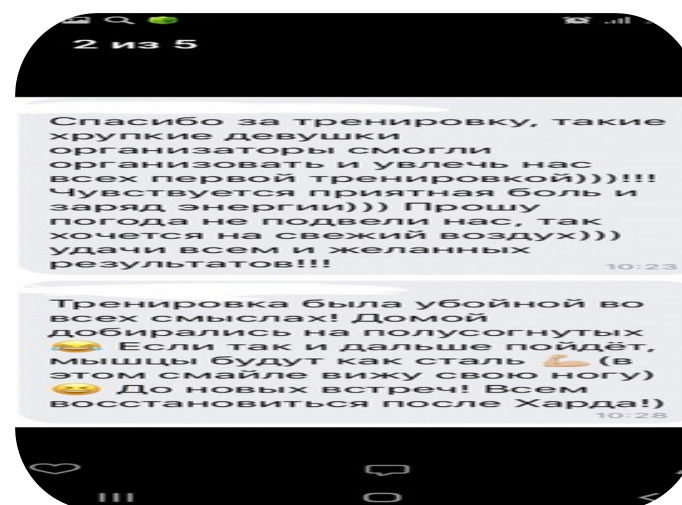 2 из 5
Спасибо за тренировку, такие
хрупкие девушки
организаторы смогли
организовать и увлечь нас
всех первой тренировкой)))!!!
Чувствуется приятная боль и
заряд энергии))) Прошу
погода не подвели нас, так
хочется на свежий воздух)))
удачи всем и желанных
результатов!!!
10:23
Тренировка была убойной во
всех смыслах! Домой
добирались на полусогнутых
😂 Если так и дальше пойдёт,
мышцы будут как сталь 💪🏼 (в
этом смайле вижу свою ногу)
😆 До новых встреч! Всем
восстановиться после Харда!)
10:28